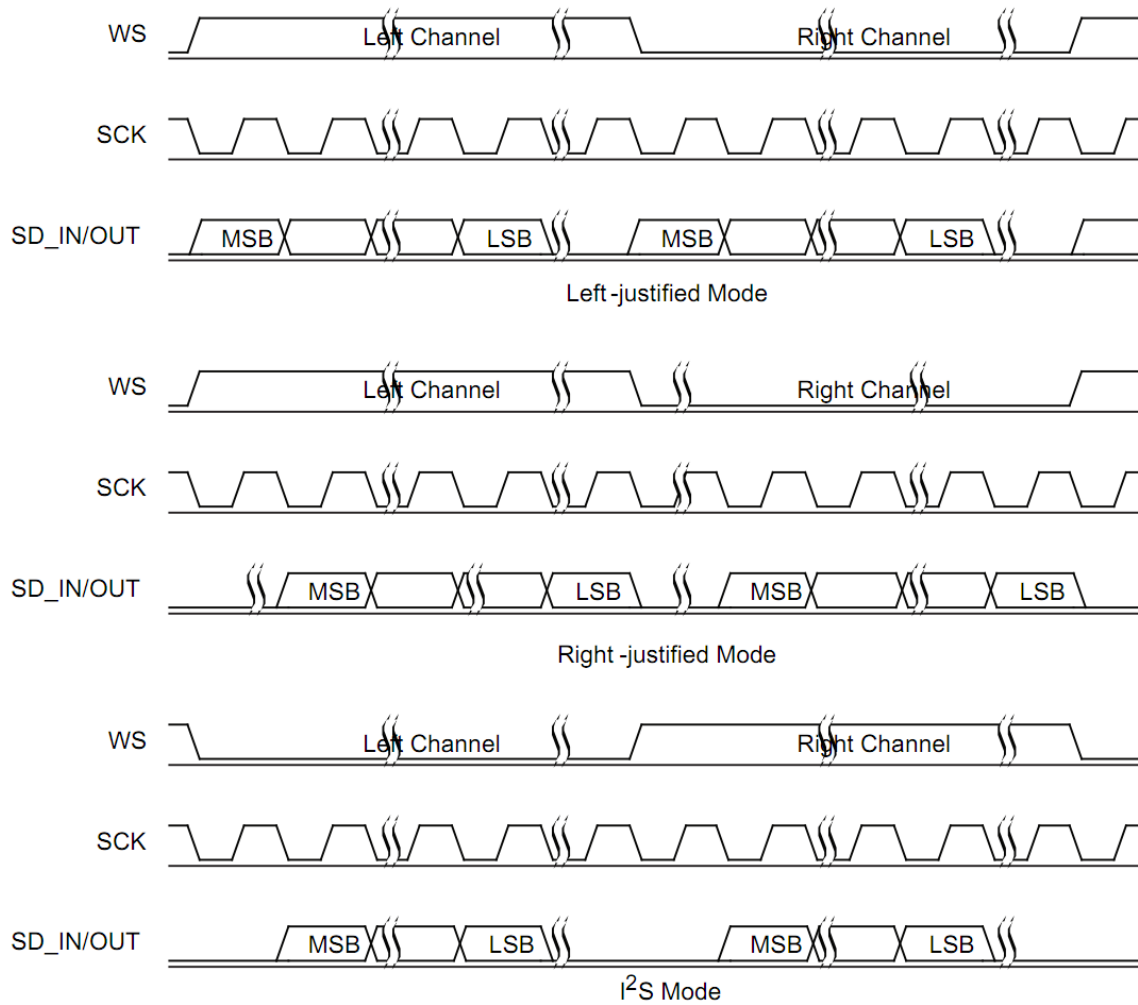 WS Left Channel Right Channel
SCK
SD_IN/OUT MSB LSB MSB LSB
Left-justified Mode
WS Left Channel Right Channel
SCK
SD_IN/OUT MSB LSB MSB LSB
Right-justified Mode
WS Left Channel Right Channel
SCK
SD_IN/OUT MSB LSB MSB LSB
I²S Mode